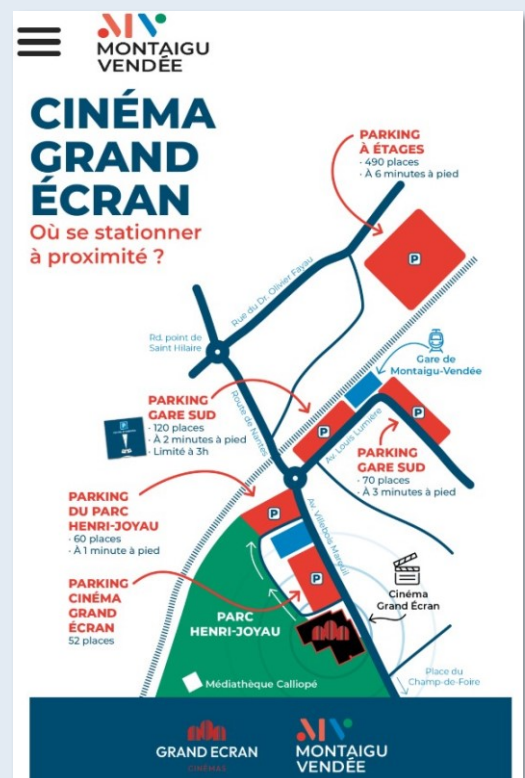 MONTAIGU
VENDÉE
CINÉMA
GRAND
ÉCRAN
Où se stationner
à proximité ?
PARKING
À ÉTAGES
· 490 places
· À 6 minutes à pied
P
Rue du Dr. Olivier Fayau
Rd. point de
Saint Hilaire
Gare de
Montaigu-Vendée
PARKING
GARE SUD
· 120 places
· À 2 minutes à pied
· Limité à 3h
Route de Nantes
P
Av. Louis Lumière
P
PARKING
GARE SUD
· 70 places
· À 3 minutes à pied
PARKING
DU PARC
HENRI-JOYAU
· 60 places
· À 1 minute à pied
P
Av. Villebois Mareuil
P
PARKING
CINÉMA
GRAND
ÉCRAN
52 places
PARC
HENRI-JOYAU
Cinéma
Grand Écran
Médiathèque Calliopé
Place du
Champ-de-Foire
GRAND ECRAN
CINÉMAS
MONTAIGU
VENDÉE